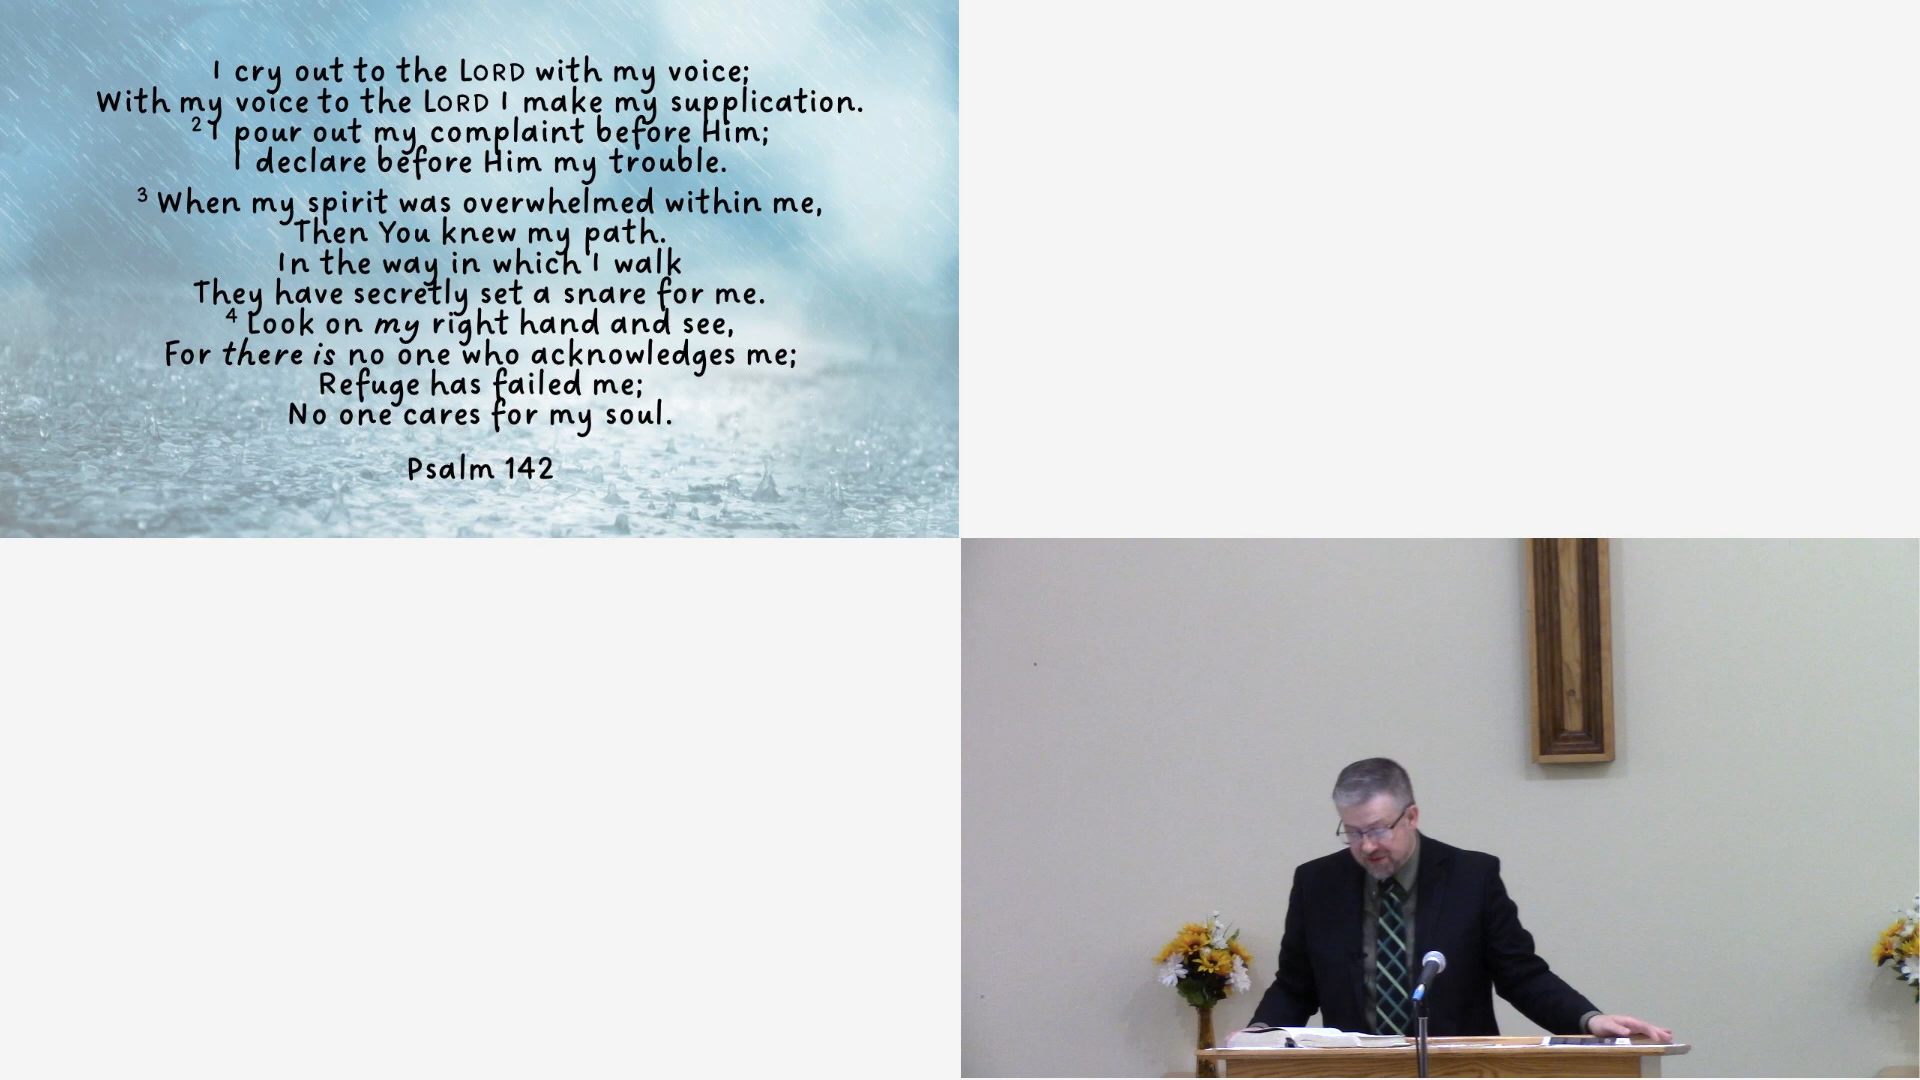 I cry out to the LORD with my voice;
With my voice to the LORD I make my supplication.
2 I pour out my complaint before Him;
I declare before Him my trouble.
3 When my spirit was overwhelmed within me,
Then You knew my path.
In the way in which I walk
They have secretly set a snare for me.
4 Look on my right hand and see,
For there is no one who acknowledges me;
Refuge has failed me;
No one cares for my soul.
Psalm 142